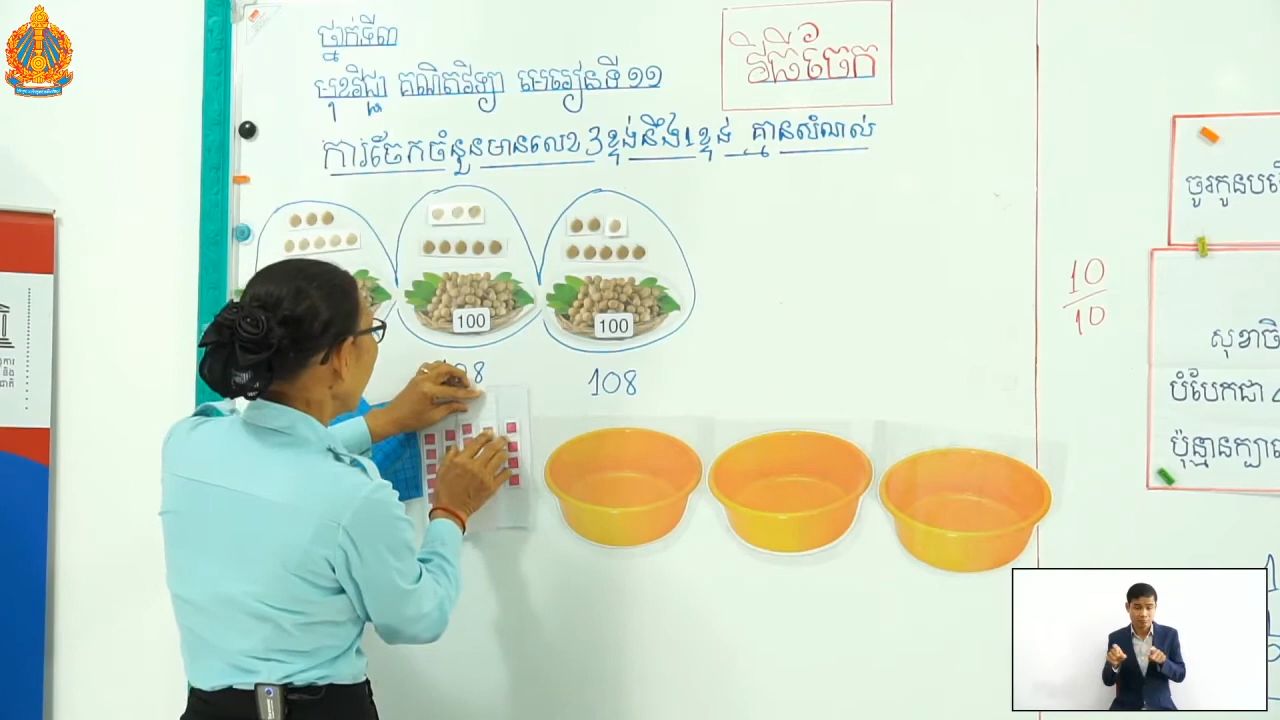 ថ្នាក់ទី៣
មុខវិជ្ជា គណិតវិទ្យា មេរៀនទី ១១
វិធីចែក
ការចែកចំនួនមានលេខ 3 ខ្ទង់នឹង 1 ខ្ទង់ គ្មានសំណល់
100
100
108
10
10
ចូរកូន
សុខាចិ
បំបែកជា
ប៉ុន្មានក្បា